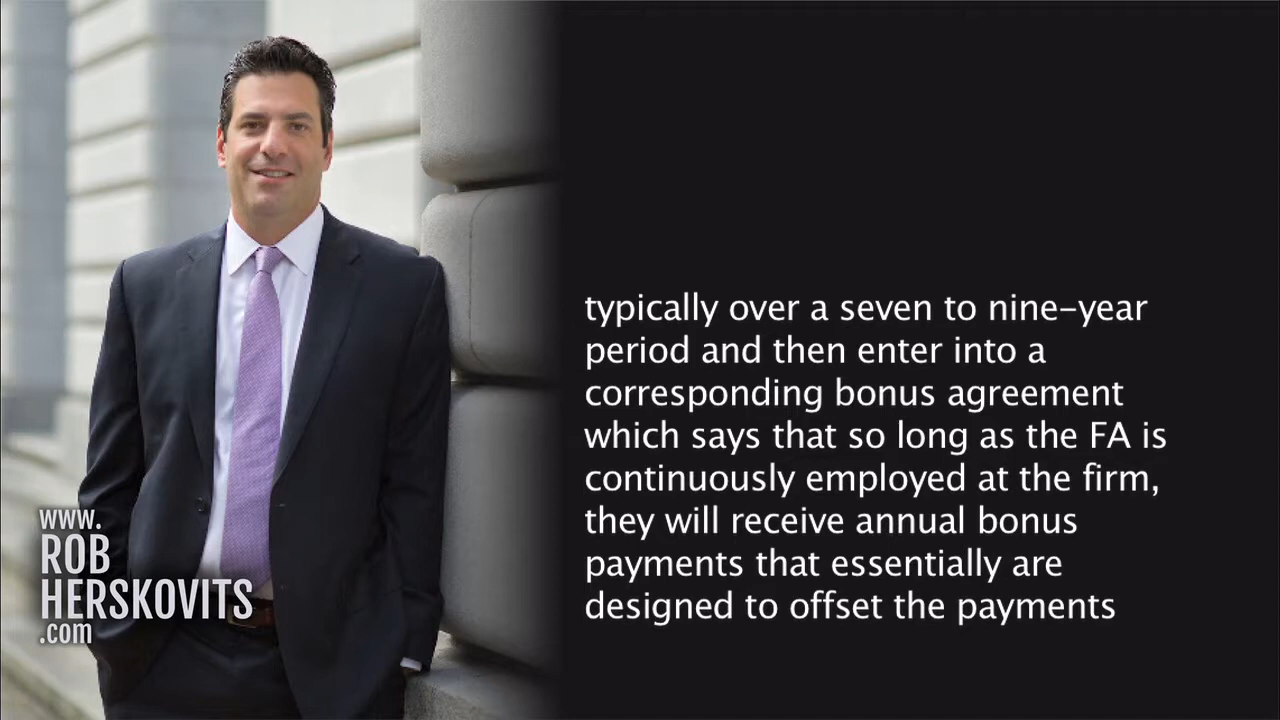 www.
ROB
HERSKOVITS
.com
typically over a seven to nine-year
period and then enter into a
corresponding bonus agreement
which says that so long as the FA is
continuously employed at the firm,
they will receive annual bonus
payments that essentially are
designed to offset the payments